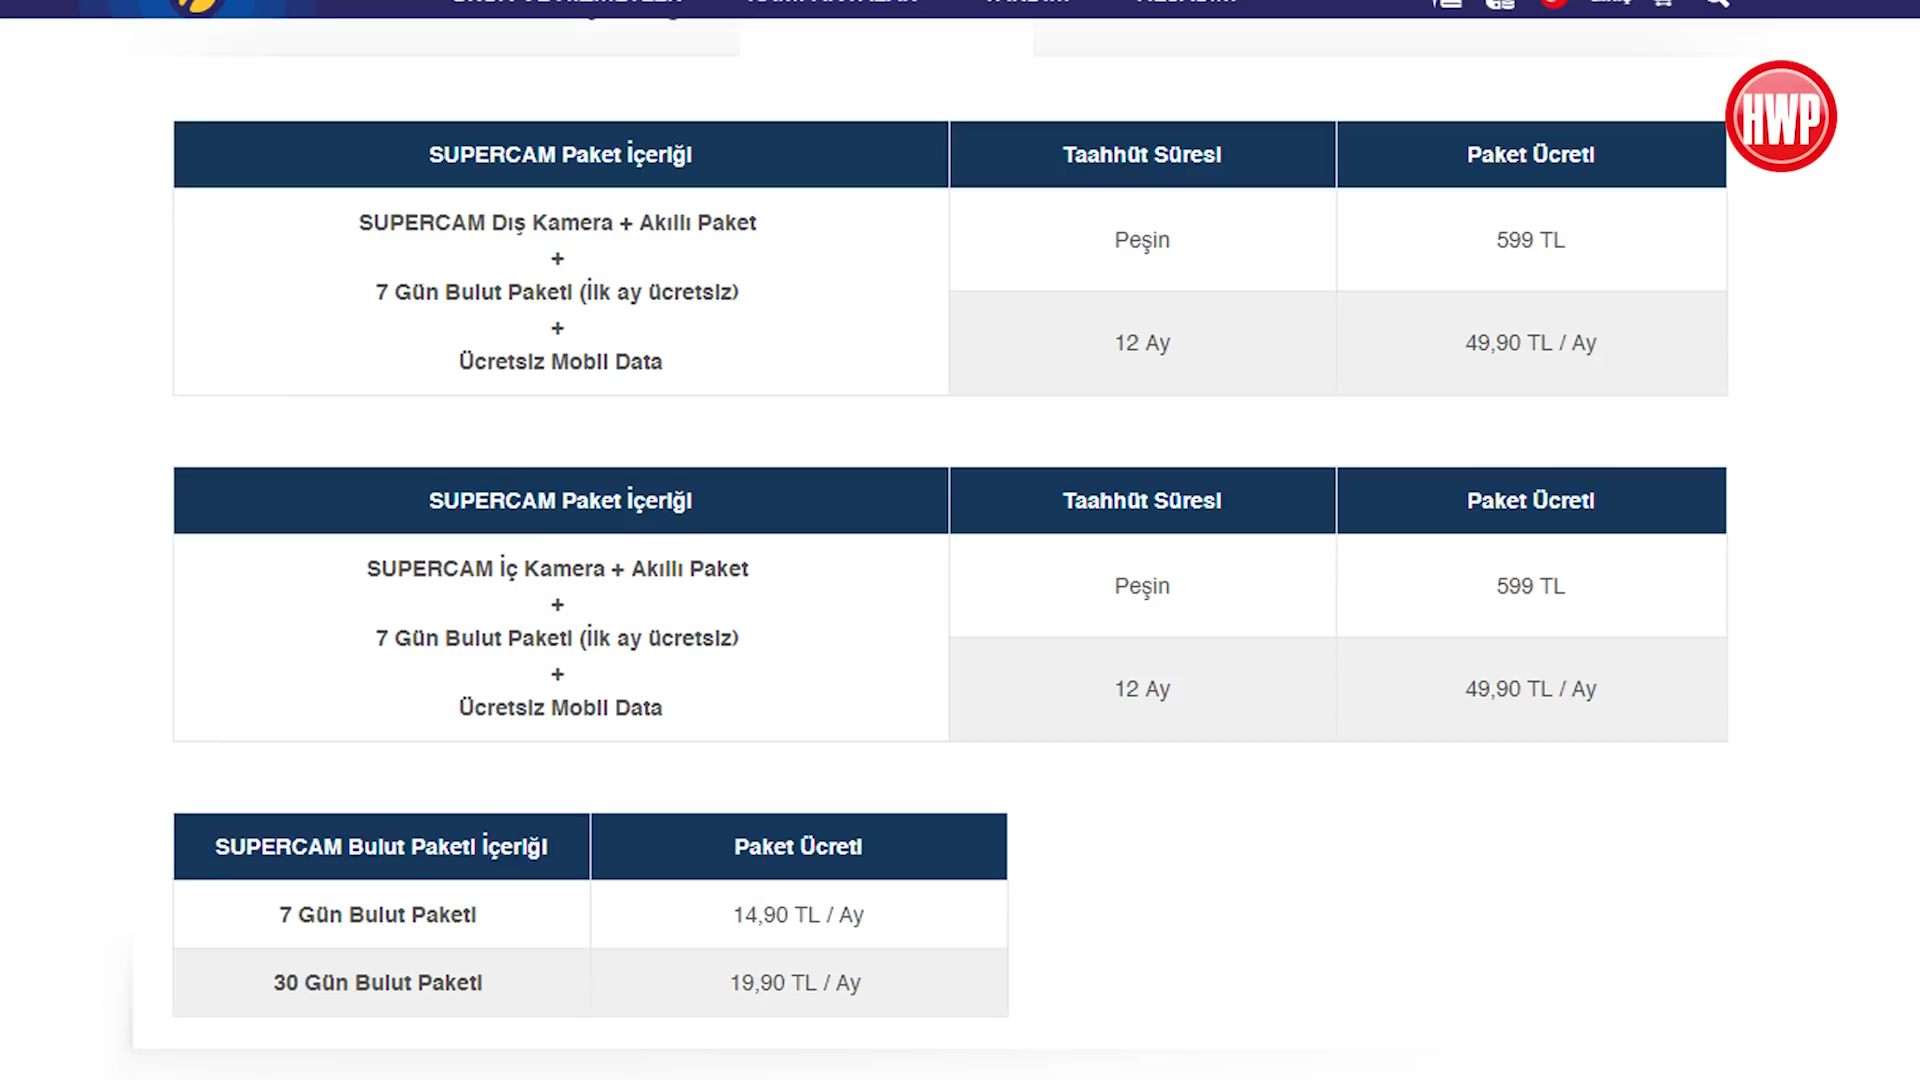 HWP
SUPERCAM Paket İçeriği Taahhüt Süresi Paket Ücreti
SUPERCAM Dış Kamera + Akıllı Paket
+
7 Gün Bulut Paketi (İlk ay ücretsiz)
+
Ücretsiz Mobil Data
Peşin 599 TL
12 Ay 49,90 TL / Ay
SUPERCAM Paket İçeriği Taahhüt Süresi Paket Ücreti
SUPERCAM İç Kamera + Akıllı Paket
+
7 Gün Bulut Paketi (İlk ay ücretsiz)
+
Ücretsiz Mobil Data
Peşin 599 TL
12 Ay 49,90 TL / Ay
SUPERCAM Bulut Paketi İçeriği Paket Ücreti
7 Gün Bulut Paketi 14,90 TL / Ay
30 Gün Bulut Paketi 19,90 TL / Ay